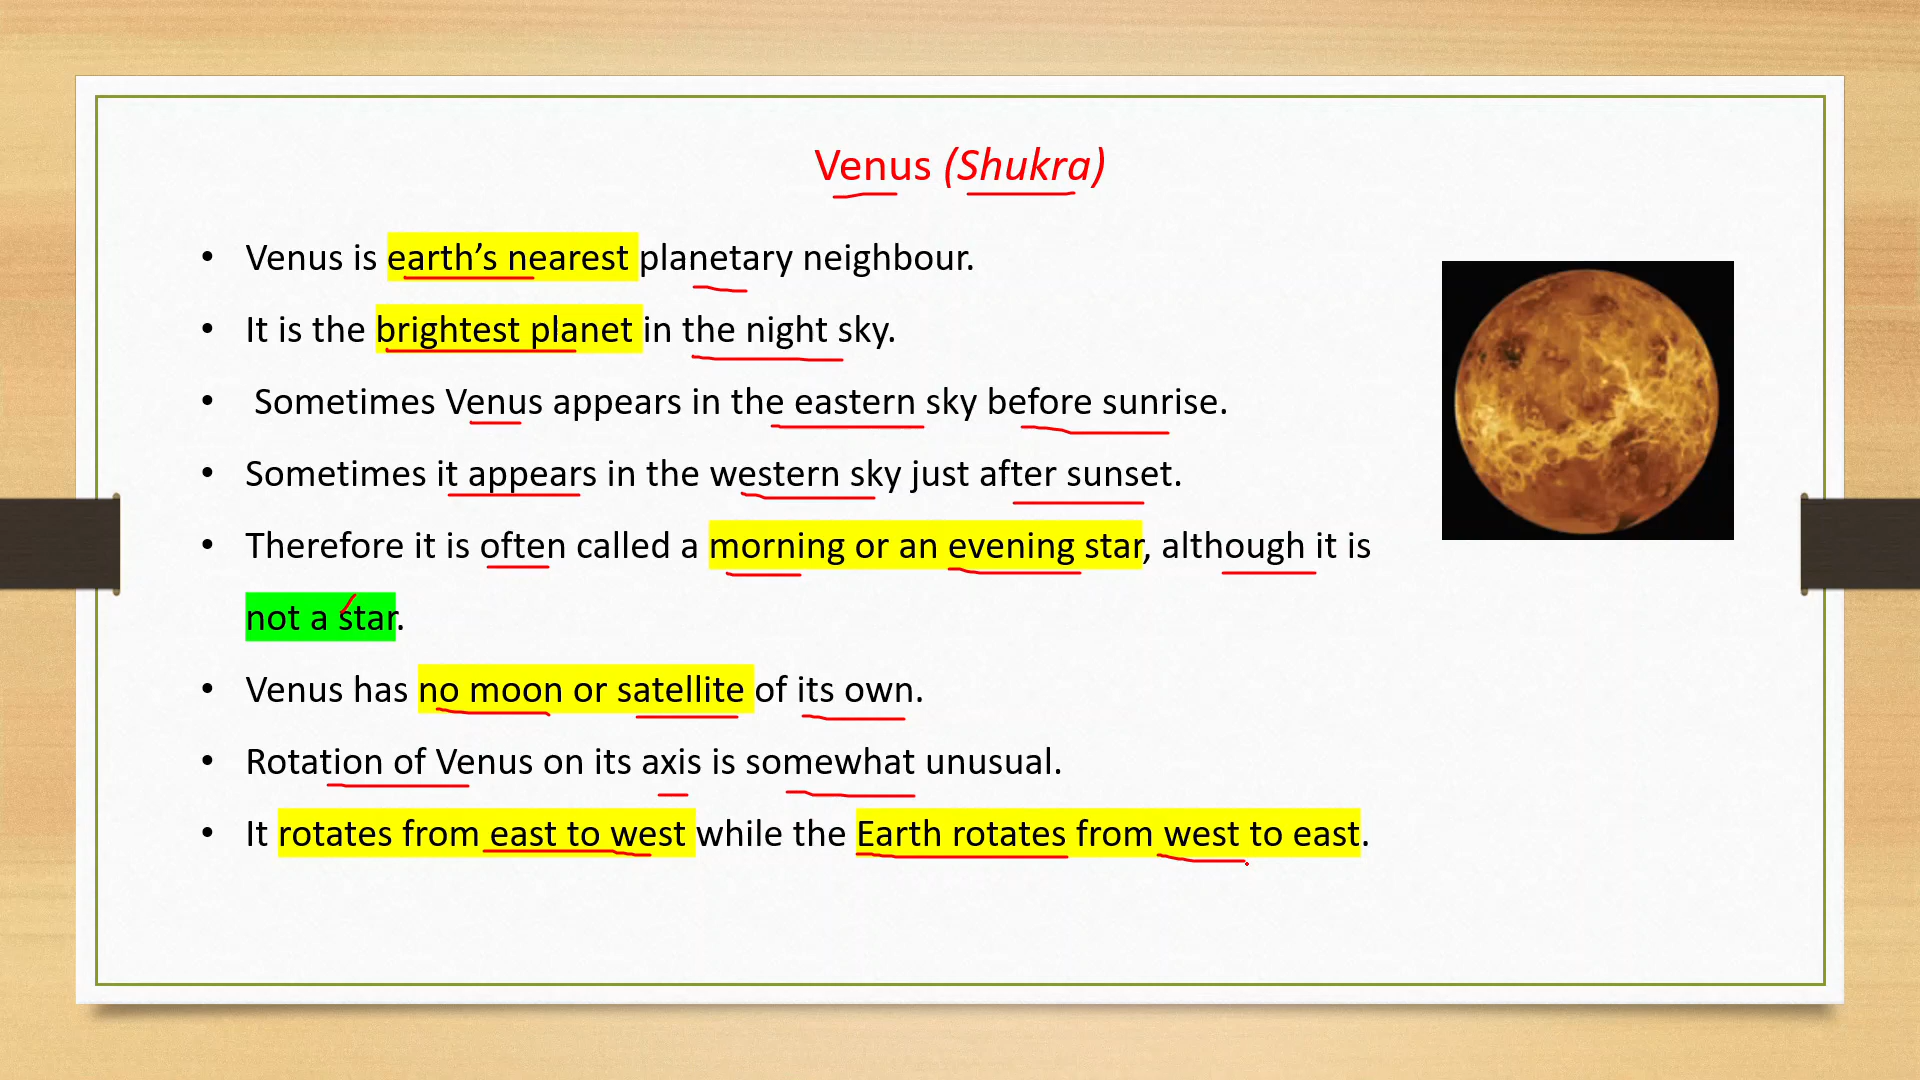 Venus (Shukra)
• Venus is earth’s nearest planetary neighbour.
• It is the brightest planet in the night sky.
• Sometimes Venus appears in the eastern sky before sunrise.
• Sometimes it appears in the western sky just after sunset.
• Therefore it is often called a morning or an evening star, although it is
not a star.
• Venus has no moon or satellite of its own.
• Rotation of Venus on its axis is somewhat unusual.
• It rotates from east to west while the Earth rotates from west to east.